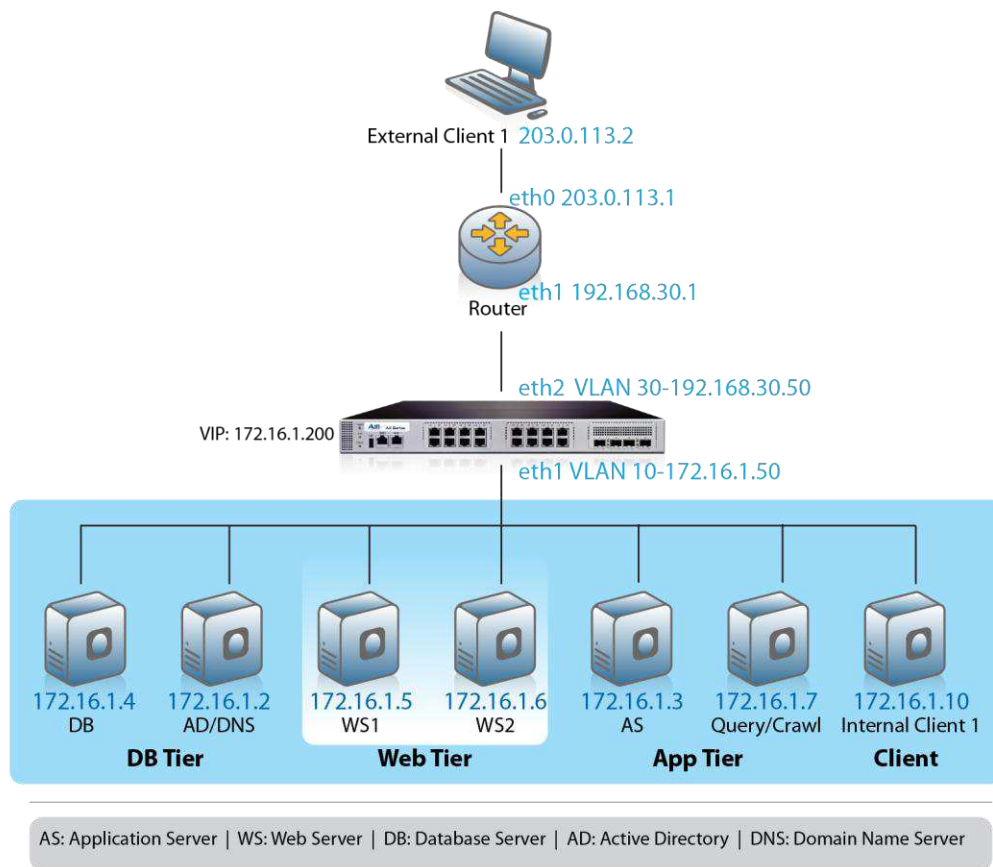 External Client 1 203.0.113.2
eth0 203.0.113.1
eth1 192.168.30.1
Router
eth2 VLAN 30-192.168.30.50
VIP: 172.16.1.200
eth1 VLAN 10-172.16.1.50
172.16.1.4 172.16.1.2 172.16.1.5 172.16.1.6 172.16.1.3 172.16.1.7 172.16.1.10
DB AD/DNS WS1 WS2 AS Query/Crawl Internal Client 1
DB Tier Web Tier App Tier Client
AS: Application Server | WS: Web Server | DB: Database Server | AD: Active Directory | DNS: Domain Name Server